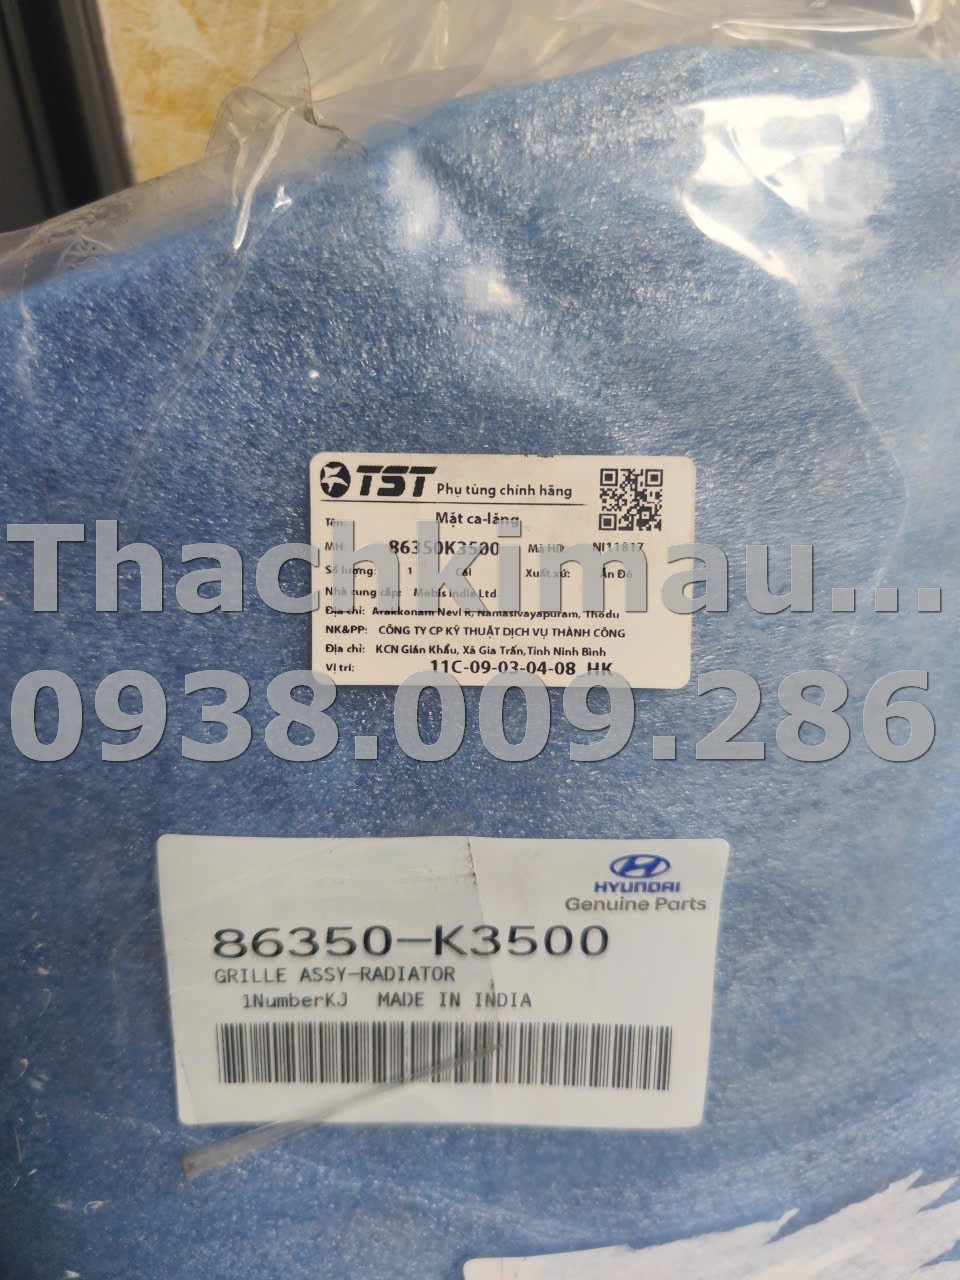 TST Phụ tùng chính hãng
Tên: Mặt ca-lăng
MH: 86350K3500 Mã HĐ: NI11817
Số lượng: 1 Cái Xuất xứ: Ấn Độ
Nhà cung cấp: Mobis India Ltd.
Địa chỉ: Arakkonam Nevl R, Namasivayapuram, Thodu
NK&PP: CÔNG TY CP KỸ THUẬT DỊCH VỤ THÀNH CÔNG
Địa chỉ: KCN Gián Khẩu, Xã Gia Trấn, Tỉnh Ninh Bình
Vị trí: 11C-09-03-04-08 HK
Thachkimau...
0938.009.286
HYUNDAI
Genuine Parts
86350-K3500
GRILLE ASSY-RADIATOR
1NumberKJ MADE IN INDIA